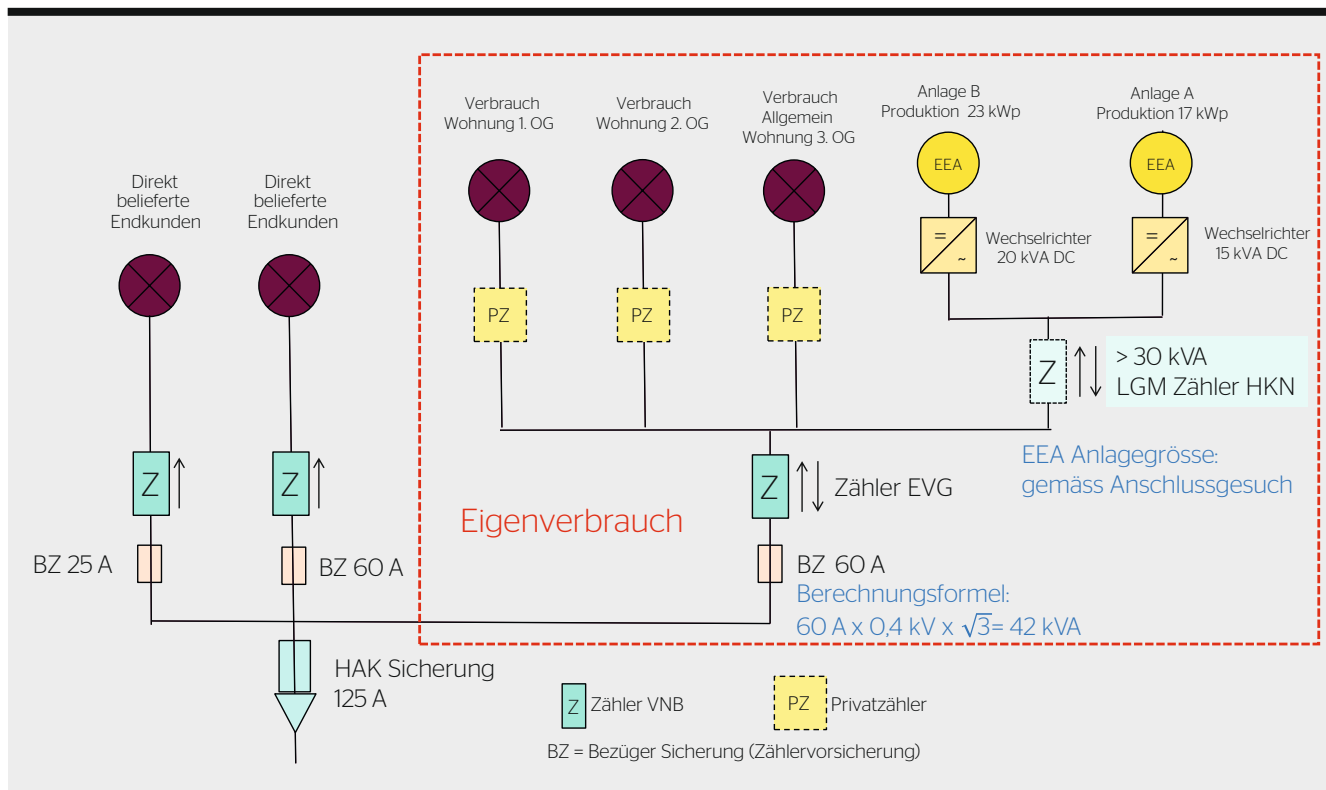 Verbrauch
Wohnung 1. OG
Verbrauch
Wohnung 2. OG
Verbrauch
Allgemein
Wohnung 3. OG
Anlage B
Produktion 23 kWp
Anlage A
Produktion 17 kWp
EEA
EEA
Direkt
belieferte
Endkunden
Direkt
belieferte
Endkunden
=
~
Wechselrichter
20 kVA DC
=
~
Wechselrichter
15 kVA DC
PZ
PZ
PZ
Z
> 30 kVA
LGM Zähler HKN
Z
Z
Z
Zähler EVG
EEA Anlagegrösse:
gemäss Anschlussgesuch
Eigenverbrauch
BZ 25 A
BZ 60 A
BZ 60 A
Berechnungsformel:
60 A x 0,4 kV x √3 = 42 kVA
HAK Sicherung
125 A
Z
Zähler VNB
PZ
Privatzähler
BZ = Bezüger Sicherung (Zählervorsicherung)